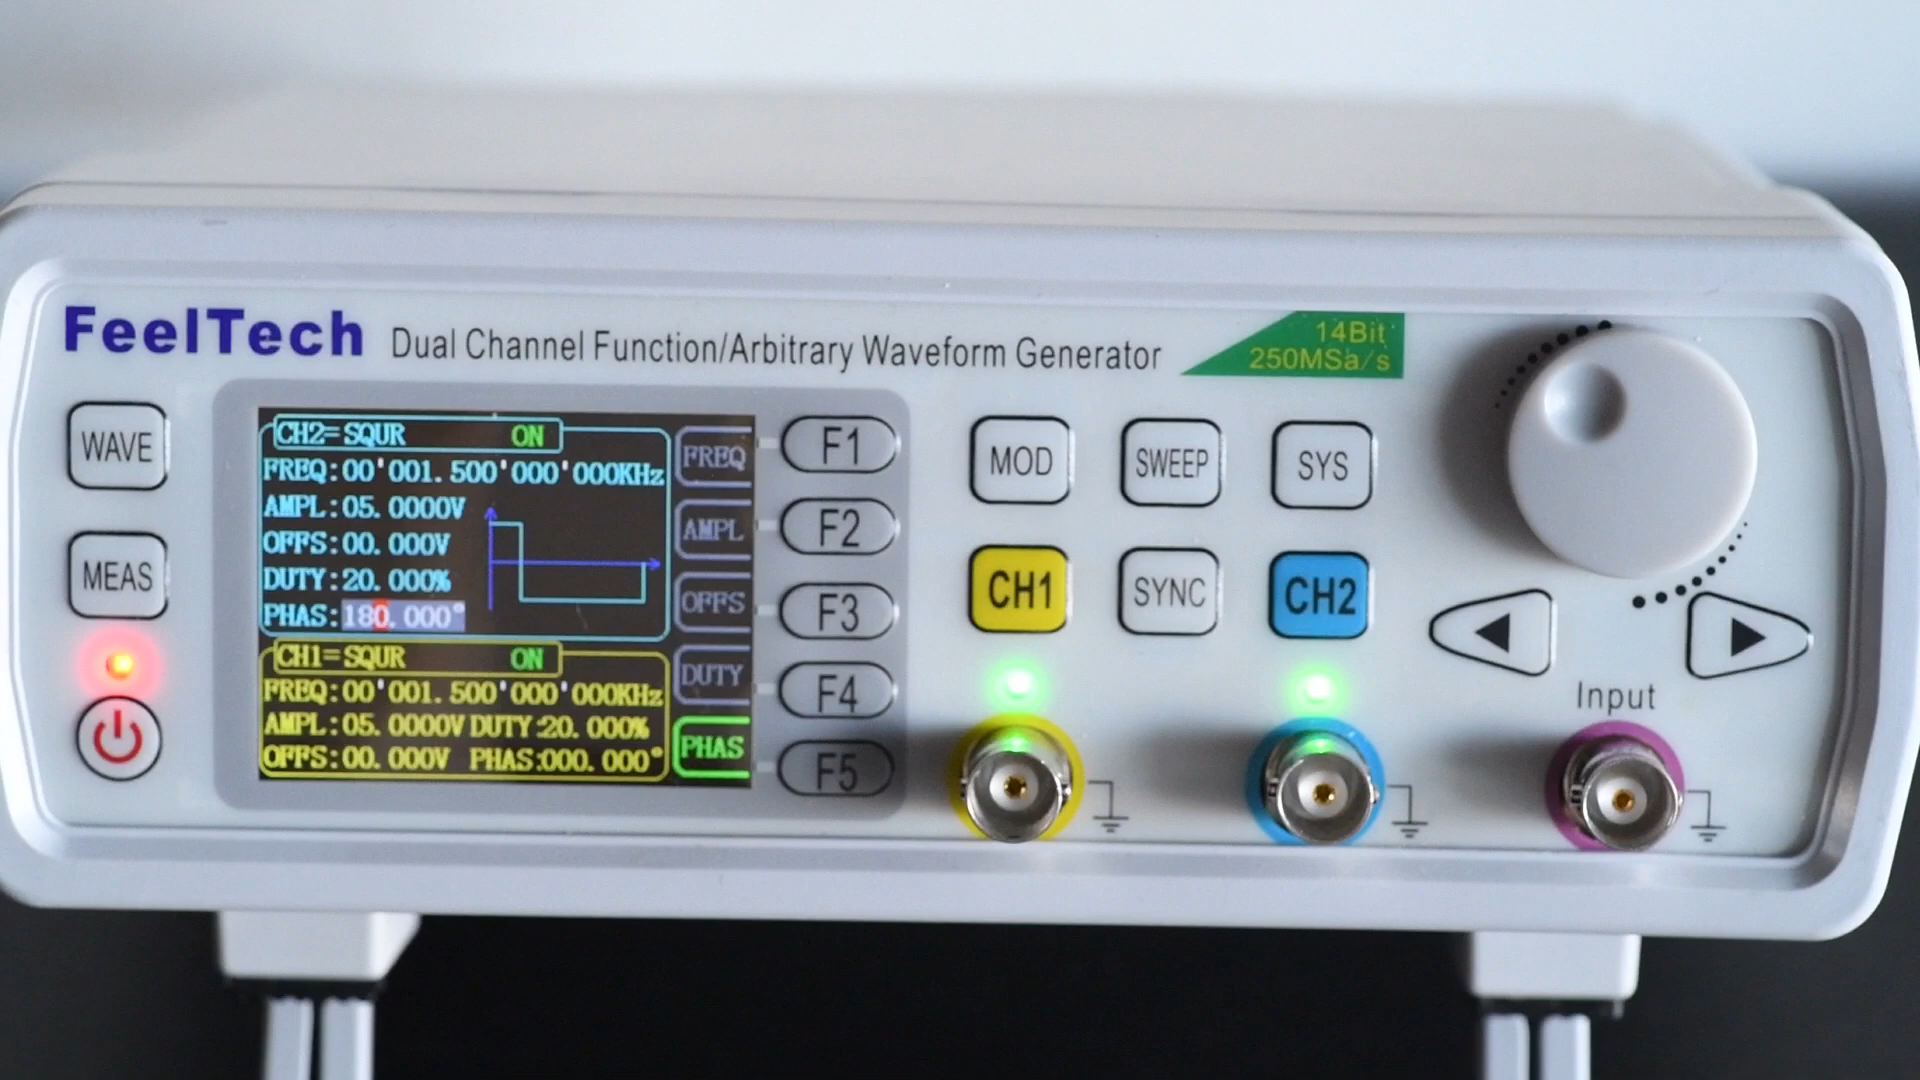 FeelTech Dual Channel Function/Arbitrary Waveform Generator
14Bit
250MSa/s
WAVE
MEAS
CH2=SQUR ON
FREQ:00'001.500'000'000KHz
AMPL:05.0000V
OFFS:00.000V
DUTY:20.000%
PHAS:180.000°
CH1=SQUR ON
FREQ:00'001.500'000'000KHz
AMPL:05.0000V DUTY:20.000%
OFFS:00.000V PHAS:000.000°
FREQ
AMPL
OFFS
DUTY
PHAS
F1
F2
F3
F4
F5
MOD SWEEP SYS
CH1 SYNC CH2
Input